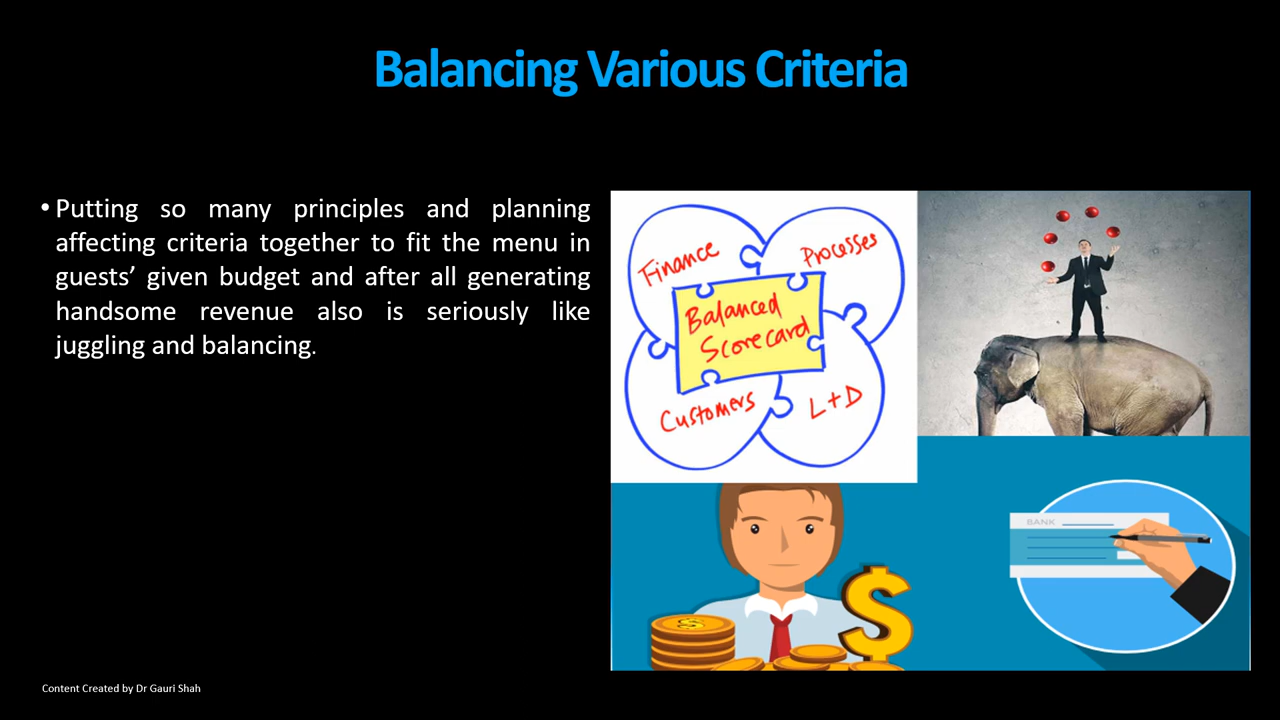 Balancing Various Criteria
• Putting so many principles and planning
affecting criteria together to fit the menu in
guests’ given budget and after all generating
handsome revenue also is seriously like
juggling and balancing.
Finance
Processes
Balanced
Scorecard
Customers
L+D
BANK
$
$
Content Created by Dr Gauri Shah